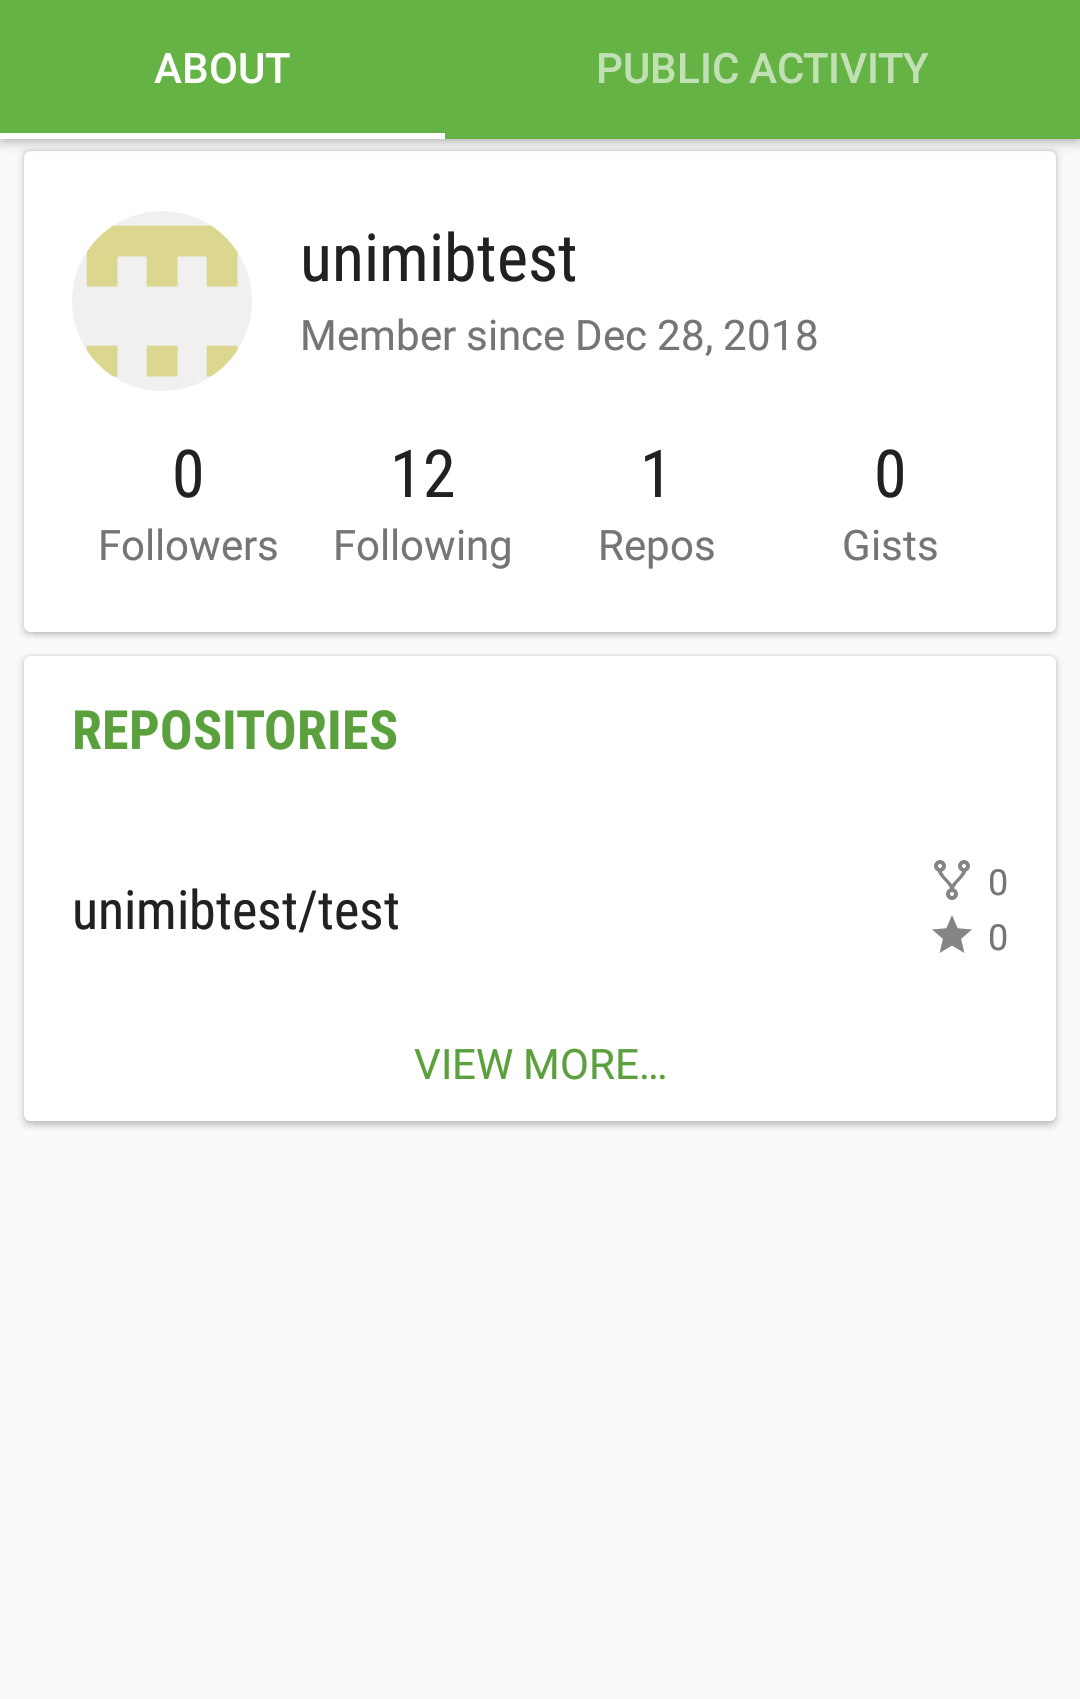 ABOUT PUBLIC ACTIVITY
unimibtest
Member since Dec 28, 2018
0 12 1 0
Followers Following Repos Gists
REPOSITORIES
0
unimibtest/test
0
VIEW MORE...